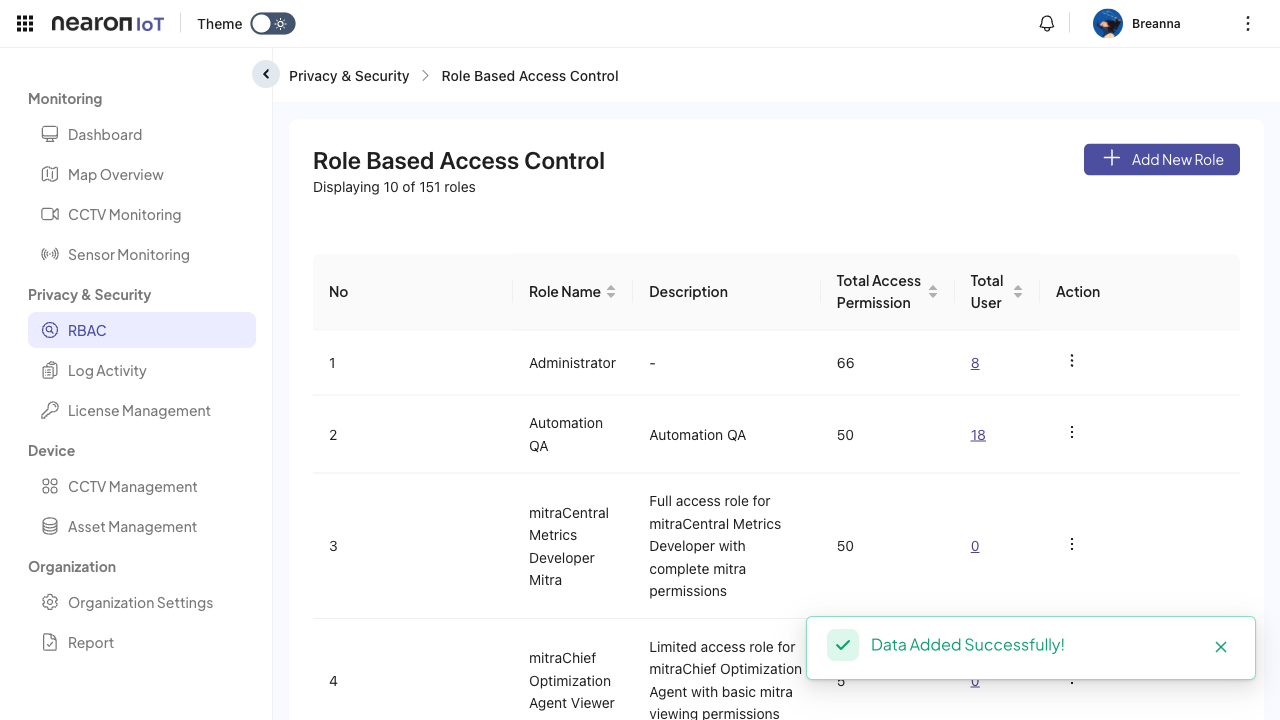 nearon IoT
Theme
Breanna
Privacy & Security
Role Based Access Control
Monitoring
Dashboard
Map Overview
CCTV Monitoring
Sensor Monitoring
Privacy & Security
RBAC
Log Activity
License Management
Device
CCTV Management
Asset Management
Organization
Organization Settings
Report
Role Based Access Control
Displaying 10 of 151 roles
Add New Role
No
Role Name
Description
Total Access
Permission
Total
User
Action
1
Administrator
-
66
8
2
Automation
QA
Automation QA
50
18
3
mitraCentral
Metrics
Developer
Mitra
Full access role for
mitraCentral Metrics
Developer with
complete mitra
permissions
50
0
4
mitraChief
Optimization
Agent Viewer
Limited access role for
mitraChief Optimization
Agent with basic mitra
viewing permissions
5
0
Data Added Successfully!